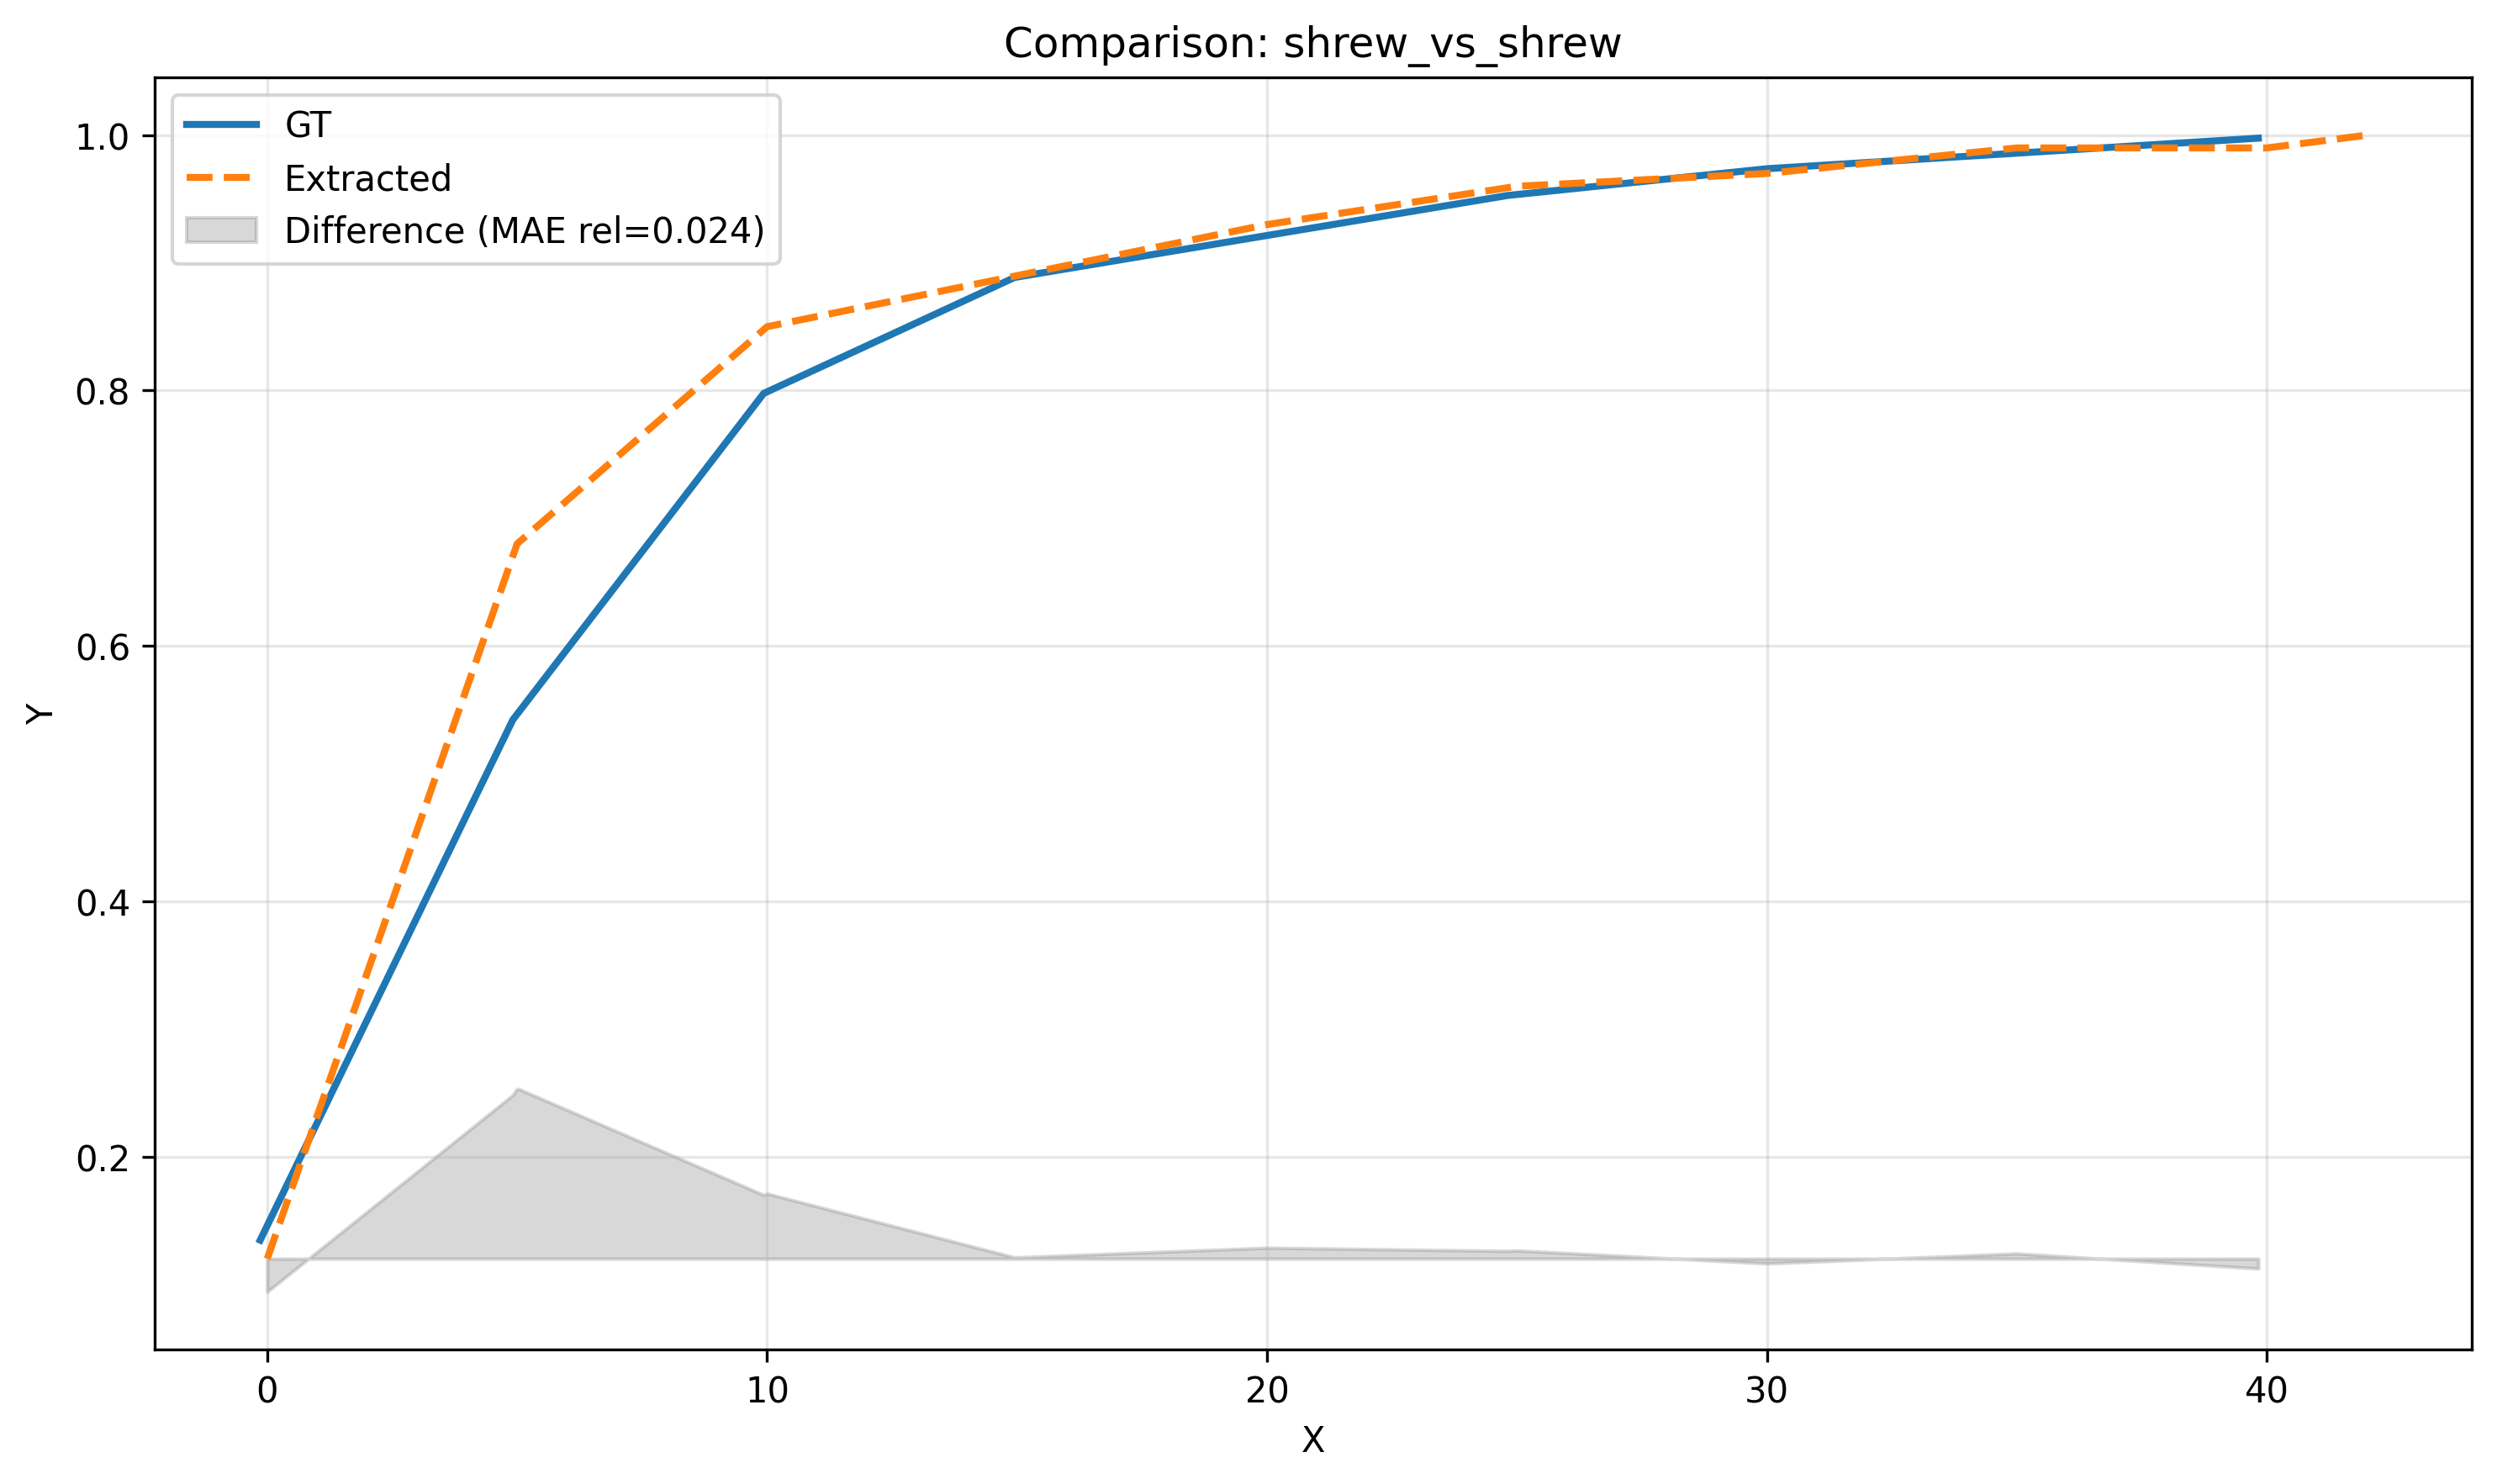 Comparison: shrew_vs_shrew
GT
Extracted
Difference (MAE rel=0.024)
1.0
0.8
0.6
0.4
0.2
Y
0 10 20 30 40
X